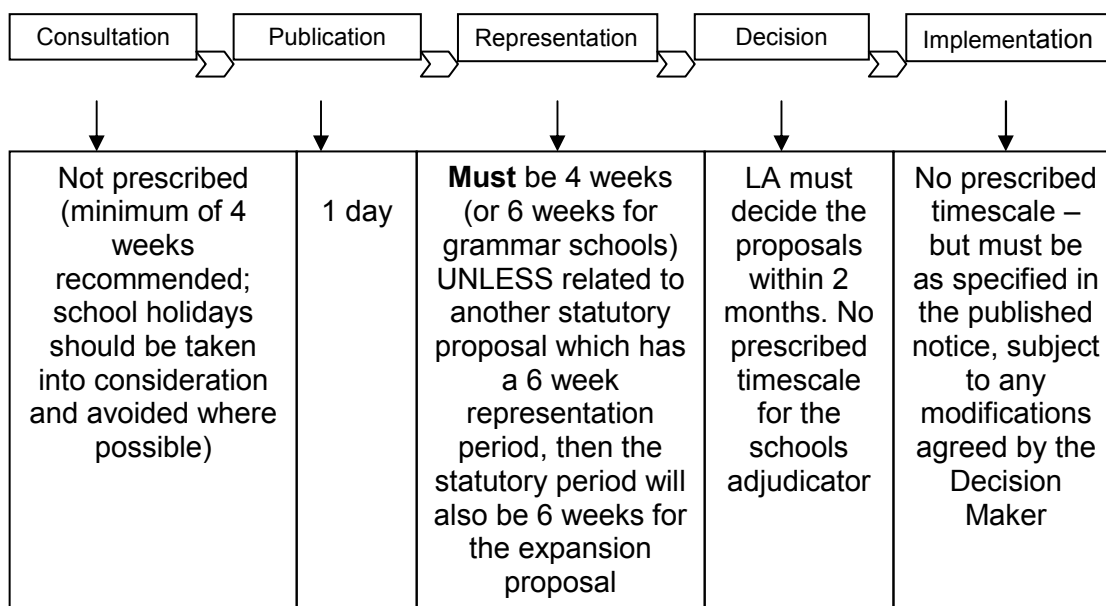 Consultation
Publication
Representation
Decision
Implementation
Not prescribed
(minimum of 4
weeks
recommended;
school holidays
should be taken
into consideration
and avoided where
possible)
1 day
Must be 4 weeks
(or 6 weeks for
grammar schools)
UNLESS related to
another statutory
proposal which has
a 6 week
representation
period, then the
statutory period will
also be 6 weeks for
the expansion
proposal
LA must
decide the
proposals
within 2
months. No
prescribed
timescale
for the
schools
adjudicator
No prescribed
timescale –
but must be
as specified in
the published
notice, subject
to any
modifications
agreed by the
Decision
Maker